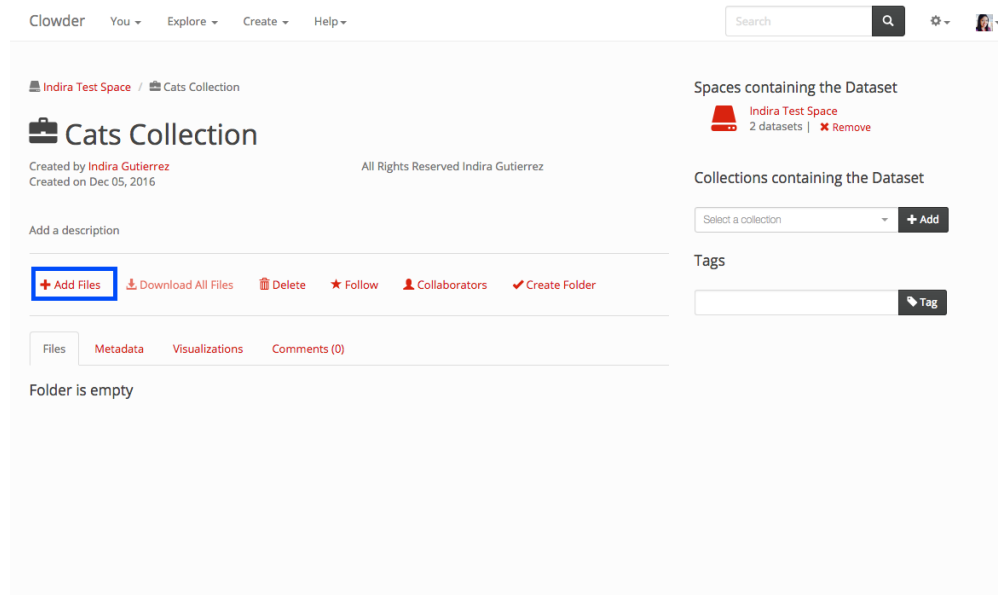 Clowder You Explore Create Help Search
Indira Test Space / Cats Collection
Cats Collection
Created by Indira Gutierrez All Rights Reserved Indira Gutierrez
Created on Dec 05, 2016
Add a description
Add Files Download All Files Delete Follow Collaborators Create Folder
Files Metadata Visualizations Comments (0)
Folder is empty
Spaces containing the Dataset
Indira Test Space
2 datasets | Remove
Collections containing the Dataset
Select a collection Add
Tags
Tag